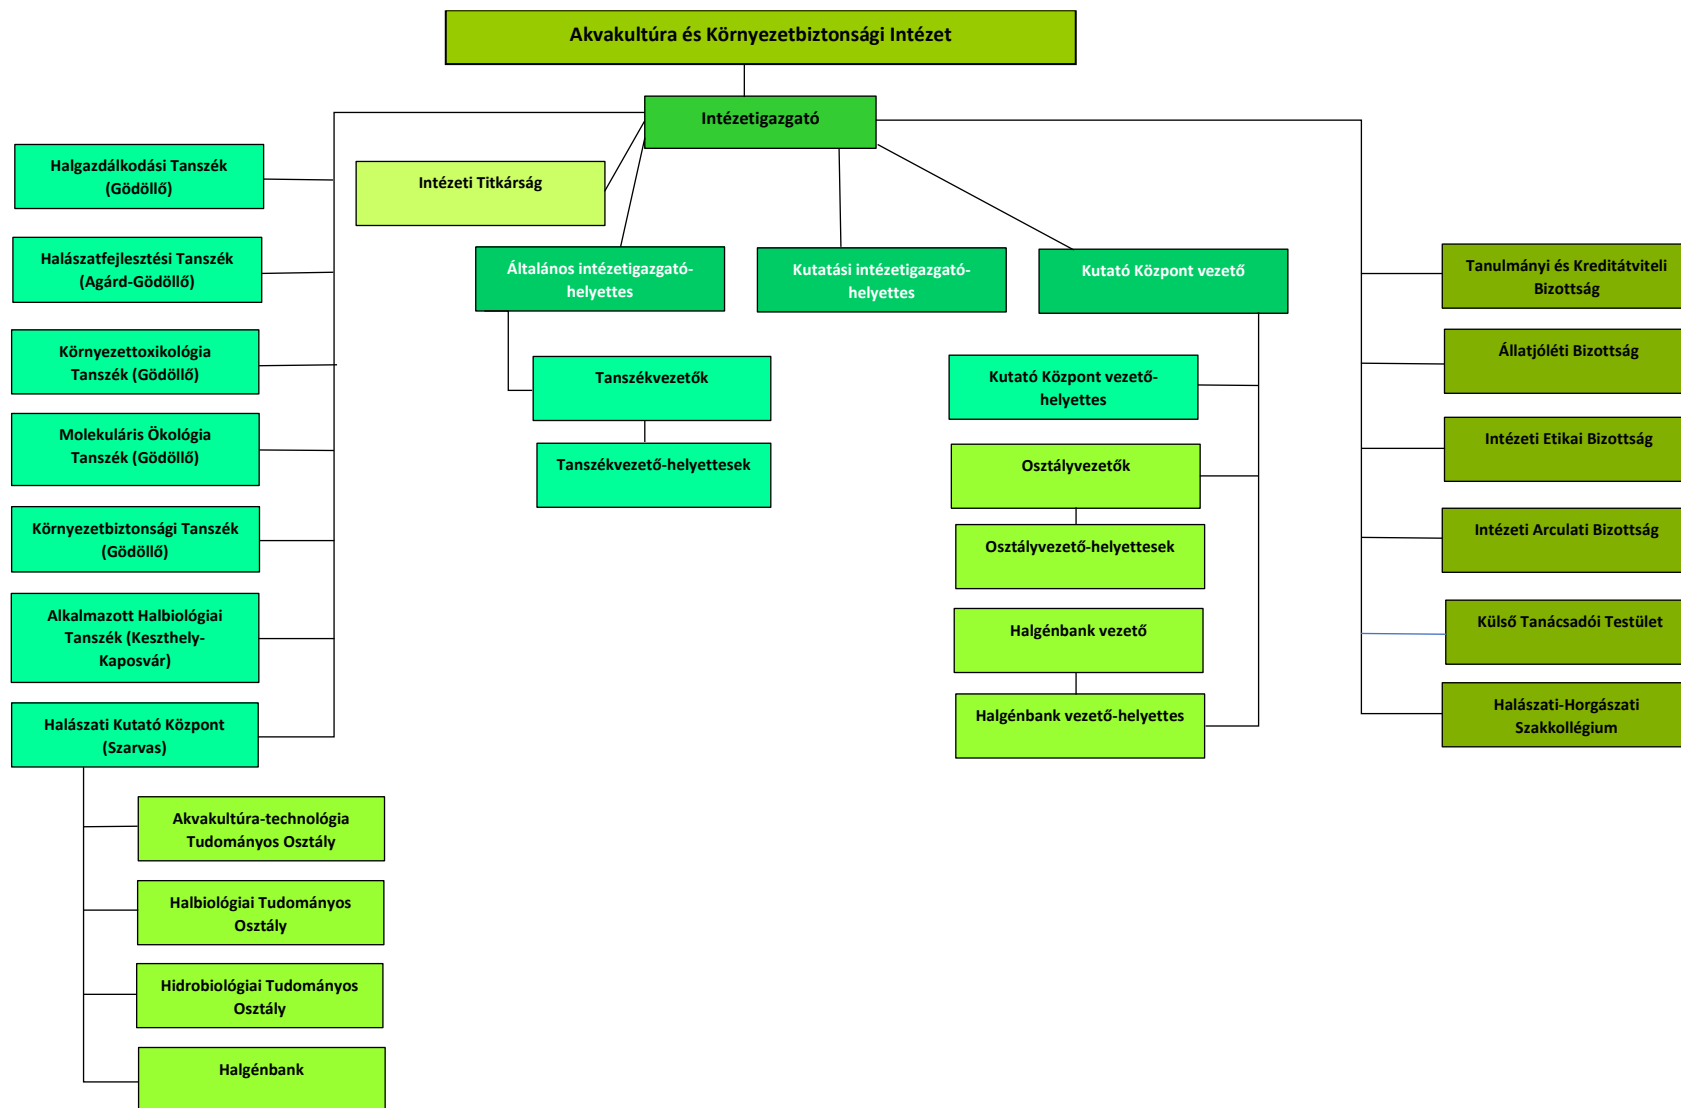 Akvakultúra és Környezetbiztonsági Intézet
Intézetigazgató
Intézeti Titkárság
Halgazdálkodási Tanszék
(Gödöllő)
Halászatfejlesztési Tanszék
(Agárd-Gödöllő)
Környezettoxikológia
Tanszék (Gödöllő)
Molekuláris Ökológia
Tanszék (Gödöllő)
Környezetbiztonsági Tanszék
(Gödöllő)
Alkalmazott Halbiológiai
Tanszék (Keszthely-
Kaposvár)
Halászati Kutató Központ
(Szarvas)
Akvakultúra-technológia
Tudományos Osztály
Halbiológiai Tudományos
Osztály
Hidrobiológiai Tudományos
Osztály
Halgénbank
Általános intézetigazgató-
helyettes
Tanszékvezetők
Tanszékvezető-helyettesek
Kutatási intézetigazgató-
helyettes
Kutató Központ vezető
Kutató Központ vezető-
helyettes
Osztályvezetők
Osztályvezető-helyettesek
Halgénbank vezető
Halgénbank vezető-helyettes
Tanulmányi és Kreditátviteli
Bizottság
Állatjóléti Bizottság
Intézeti Etikai Bizottság
Intézeti Arculati Bizottság
Külső Tanácsadói Testület
Halászati-Horgászati
Szakkollégium